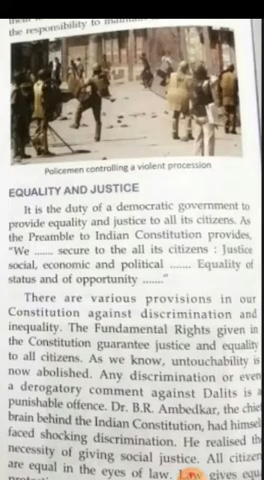 the responsibility to
Policemen controlling a violent procession
EQUALITY AND JUSTICE
It is the duty of a democratic government to
provide equality and justice to all its citizens. As
the Preamble to Indian Constitution provides,
"We ....... secure to the all its citizens : Justice
social, economic and political ....... Equality of
status and of opportunity ......."
There are various provisions in our
Constitution against discrimination and
inequality. The Fundamental Rights given in
the Constitution guarantee justice and equality
to all citizens. As we know, untouchability is
now abolished. Any discrimination or even
a derogatory comment against Dalits is a
punishable offence. Dr. B.R. Ambedkar, the chie
brain behind the Indian Constitution, had himse
faced shocking discrimination. He realised th
necessity of giving social justice. All citizen
are equal in the eyes of law. Law gives equ